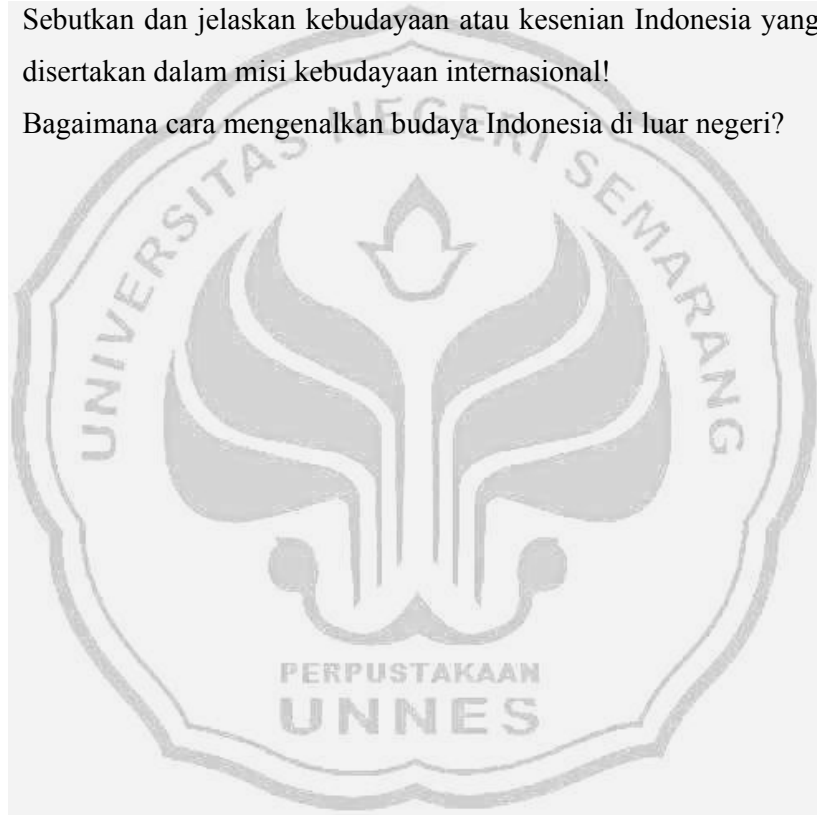 Sebutkan dan jelaskan kebudayaan atau kesenian Indonesia yang
disertakan dalam misi kebudayaan internasional!
Bagaimana cara mengenalkan budaya Indonesia di luar negeri?
UNIVERSITAS NEGERI SEMARANG
PERPUSTAKAAN
UNNES